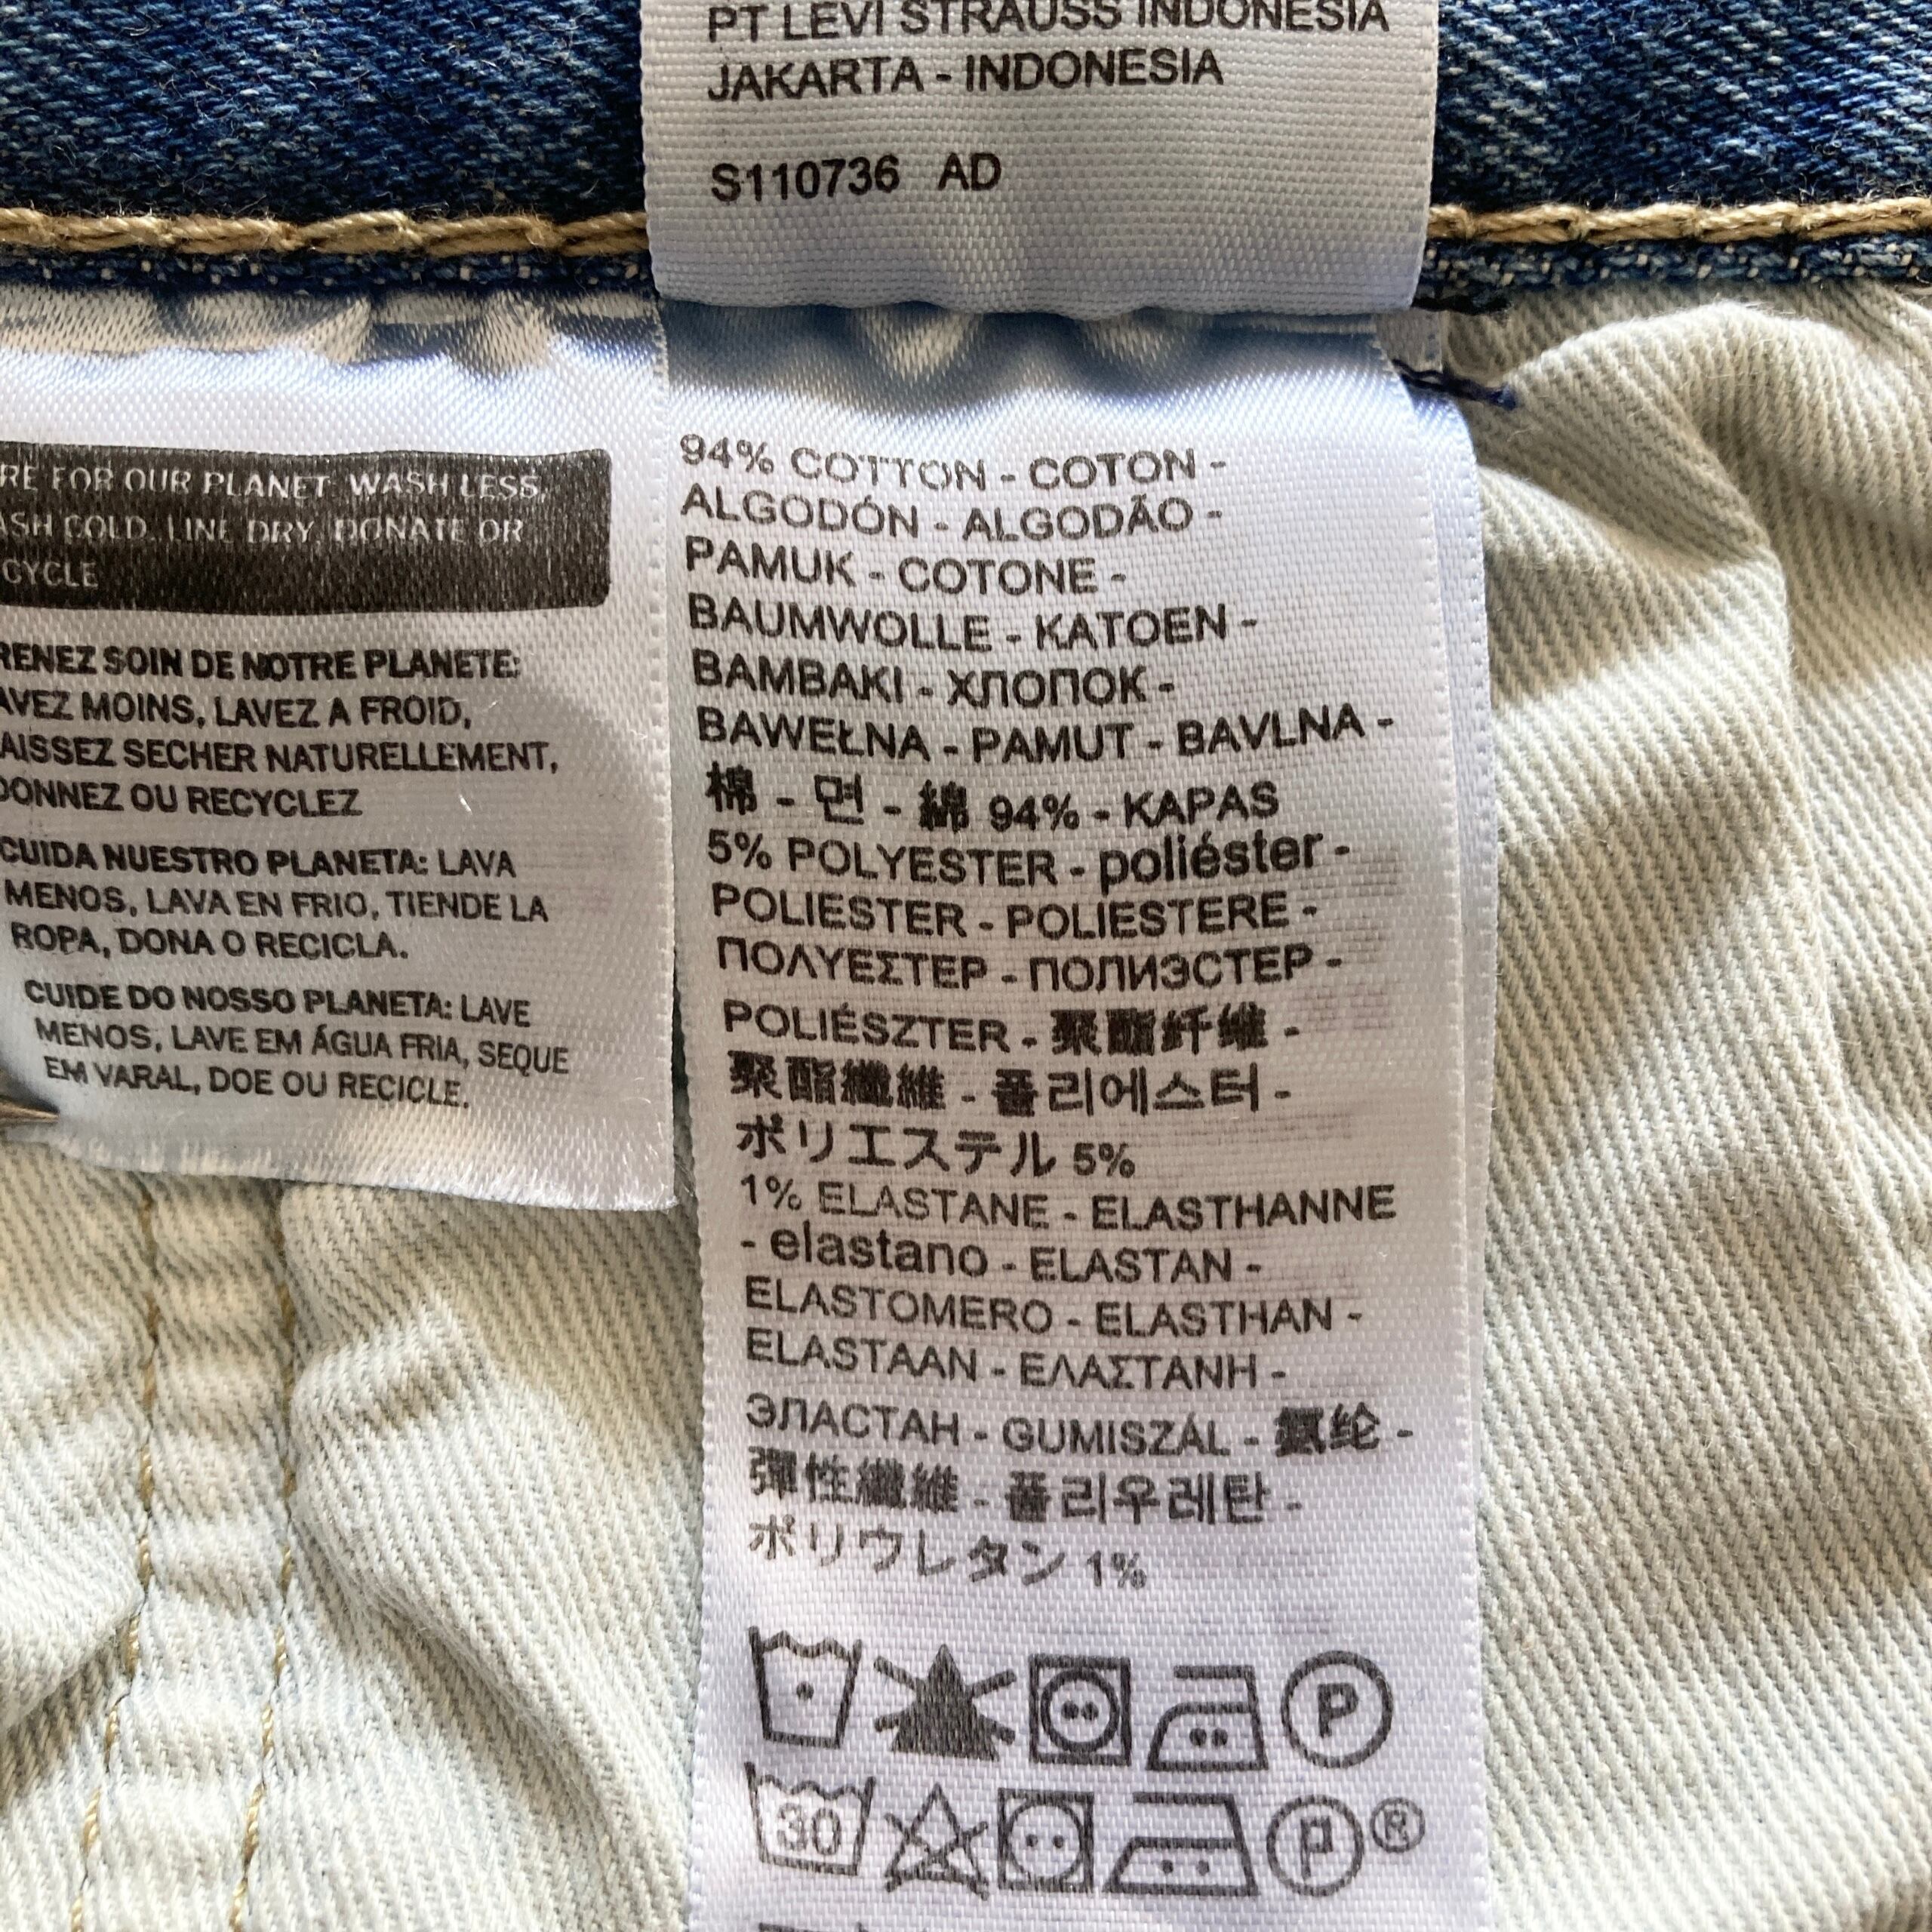 PT LEVI STRAUSS INDONESIA
JAKARTA - INDONESIA
S110736 AD
FOR OUR PLANET WASH LESS,
COLD, LINE DRY, DONATE OR
SOIN DE NOTRE PLANETE:
MOINS, LAVEZ A FROID,
SECHER NATURELLEMENT,
OU RECYCLEZ
CUIDA NUESTRO PLANETA: LAVA
MENOS, LAVA EN FRIO, TIENDE LA
ROPA, DONA O RECICLA.
CUIDE DO NOSSO PLANETA: LAVE
MENOS, LAVE EM ÁGUA FRIA, SEQUE
EM VARAL, DOE OU RECICLE.
94% COTTON - COTON -
ALGODÓN - ALGODÃO -
PAMUK - COTONE -
BAUMWOLLE - KATOEN -
BAMBAKI - ХЛОПОК -
BAWEŁNA - PAMUT - BAVLNA -
棉 - 면 - 綿 94% - KAPAS
5% POLYESTER - poliéster -
POLIESTER - POLIESTERE -
ΠΟΛΥΕΣΤΕΡ - ПОЛИЭСТЕР -
POLIÉSZTER - 聚酯纤维 -
聚酯纖維 - 폴리에스터 -
ポリエステル 5%
1% ELASTANE - ELASTHANNE
- elastano - ELASTAN -
ELASTOMERO - ELASTHAN -
ELASTAAN - ΕΛΑΣΤΑΝΗ -
ЭЛАСТАН - GUMISZÁL - 氨纶 -
彈性纖維 - 폴리우레탄 -
ポリウレタン 1%
P
30 P ®